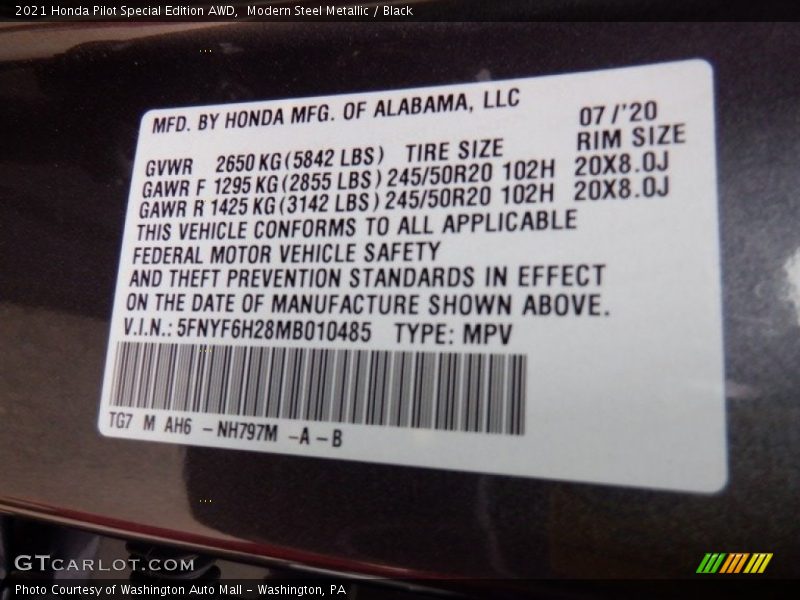 2021 Honda Pilot Special Edition AWD,  Modern Steel Metallic / Black
MFD. BY HONDA MFG. OF ALABAMA, LLC 07/'20
GVWR 2650 KG (5842 LBS) TIRE SIZE RIM SIZE
GAWR F 1295 KG (2855 LBS) 245/50R20 102H 20X8.0J
GAWR R 1425 KG (3142 LBS) 245/50R20 102H 20X8.0J
THIS VEHICLE CONFORMS TO ALL APPLICABLE
FEDERAL MOTOR VEHICLE SAFETY
AND THEFT PREVENTION STANDARDS IN EFFECT
ON THE DATE OF MANUFACTURE SHOWN ABOVE.
V.I.N.: 5FNYF6H28MB010485 TYPE: MPV
TG7 M AH6 - NH797M - A - B
GTCARLOT.COM
Photo Courtesy of Washington Auto Mall - Washington, PA